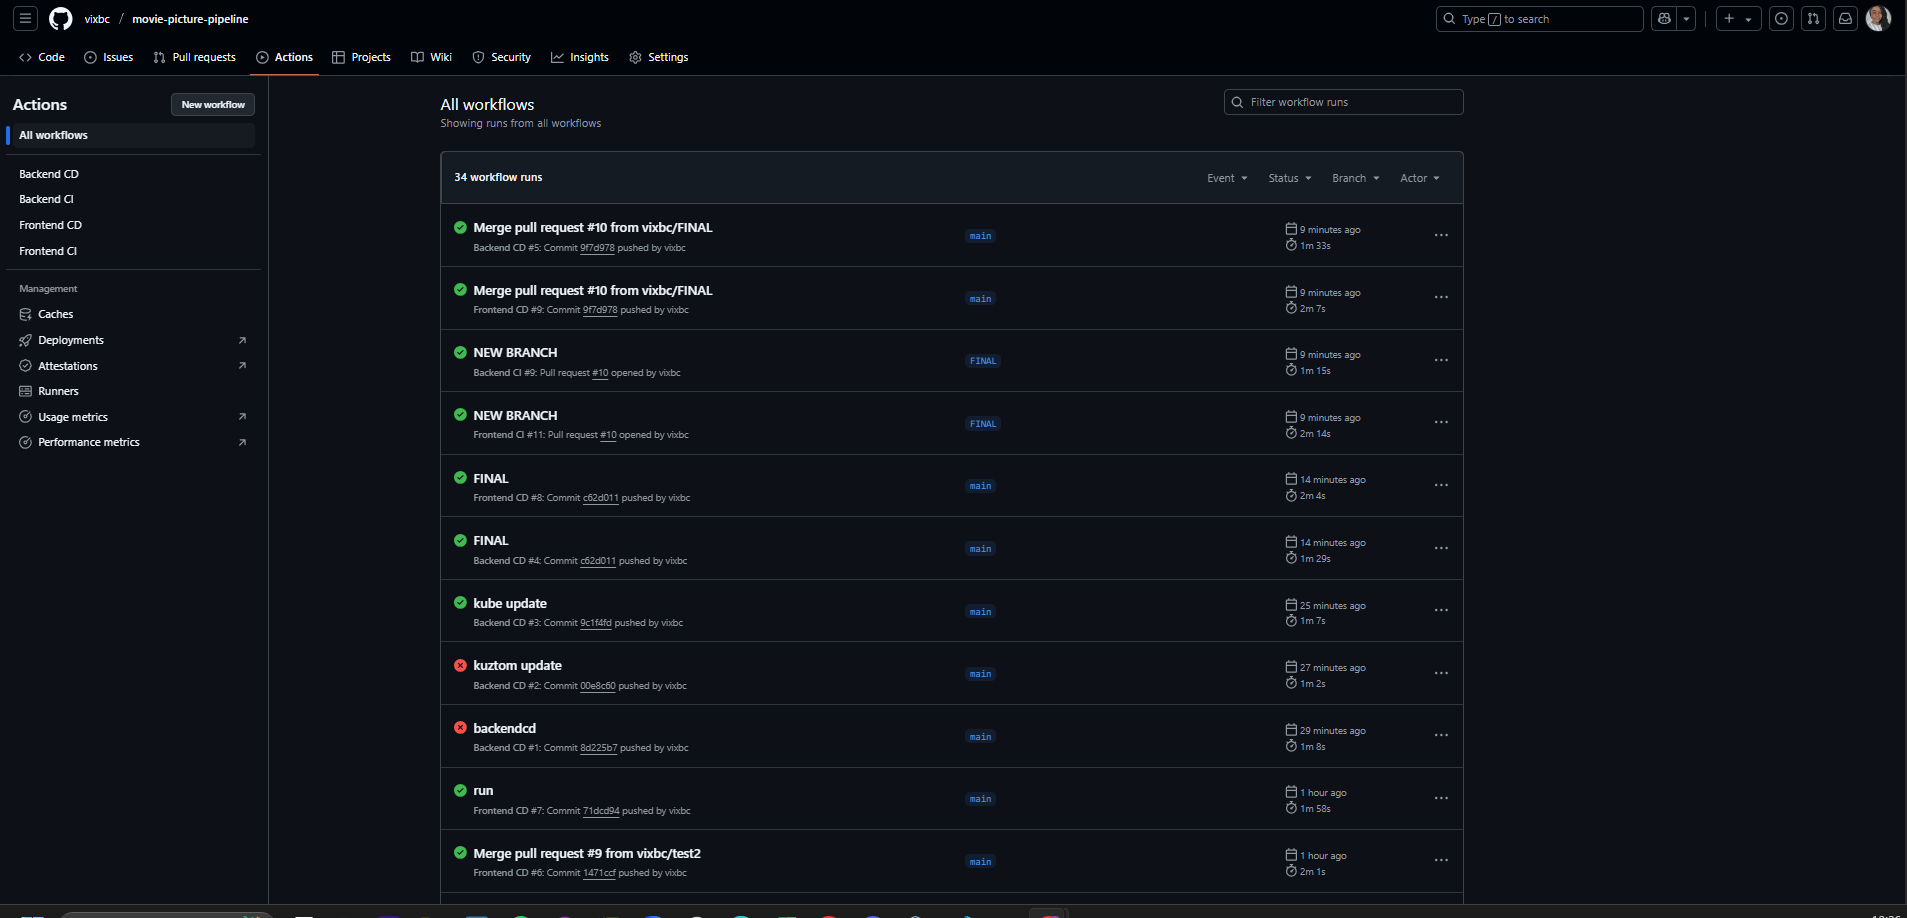 vixbc / movie-picture-pipeline
Type / to search
Code
Issues
Pull requests
Actions
Projects
Wiki
Security
Insights
Settings
Actions
New workflow
All workflows
Backend CD
Backend CI
Frontend CD
Frontend CI
Management
Caches
Deployments
Attestations
Runners
Usage metrics
Performance metrics
All workflows
Showing runs from all workflows
Filter workflow runs
34 workflow runs
Event
Status
Branch
Actor
Merge pull request #10 from vixbc/FINAL
Backend CD #5: Commit 9f7d978 pushed by vixbc
main
9 minutes ago
1m 33s
Merge pull request #10 from vixbc/FINAL
Frontend CD #9: Commit 9f7d978 pushed by vixbc
main
9 minutes ago
2m 7s
NEW BRANCH
Backend CI #9: Pull request #10 opened by vixbc
FINAL
9 minutes ago
1m 15s
NEW BRANCH
Frontend CI #11: Pull request #10 opened by vixbc
FINAL
9 minutes ago
2m 14s
FINAL
Frontend CD #8: Commit c62d011 pushed by vixbc
main
14 minutes ago
2m 4s
FINAL
Backend CD #4: Commit c62d011 pushed by vixbc
main
14 minutes ago
1m 29s
kube update
Backend CD #3: Commit 9c1f4fd pushed by vixbc
main
25 minutes ago
1m 7s
kuztom update
Backend CD #2: Commit 00e8c60 pushed by vixbc
main
27 minutes ago
1m 2s
backendcd
Backend CD #1: Commit 8d225b7 pushed by vixbc
main
29 minutes ago
1m 8s
run
Frontend CD #7: Commit 71dcd94 pushed by vixbc
main
1 hour ago
1m 58s
Merge pull request #9 from vixbc/test2
Frontend CD #6: Commit 1471ccf pushed by vixbc
main
1 hour ago
2m 1s